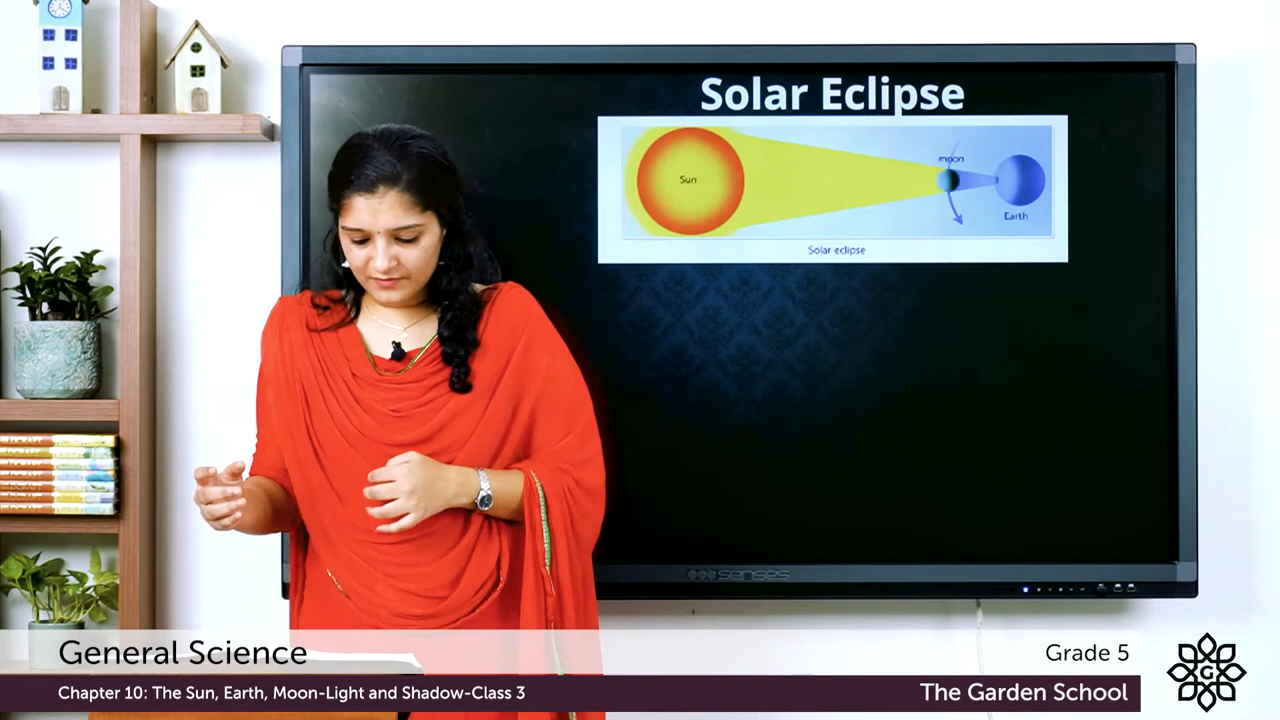 Solar Eclipse
Sun
moon
Earth
Solar eclipse
senses
General Science
Grade 5
Chapter 10: The Sun, Earth, Moon-Light and Shadow-Class 3
The Garden School
G